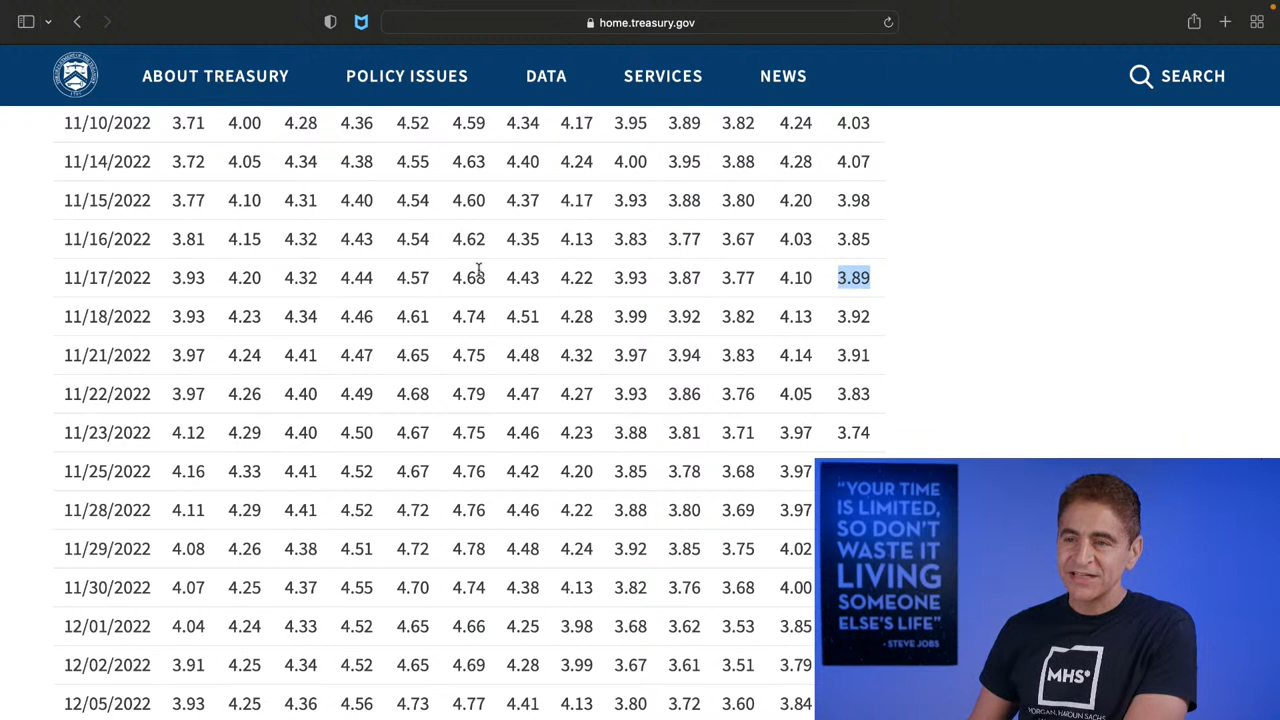 home.treasury.gov
ABOUT TREASURY POLICY ISSUES DATA SERVICES NEWS SEARCH
11/10/2022 3.71 4.00 4.28 4.36 4.52 4.59 4.34 4.17 3.95 3.89 3.82 4.24 4.03
11/14/2022 3.72 4.05 4.34 4.38 4.55 4.63 4.40 4.24 4.00 3.95 3.88 4.28 4.07
11/15/2022 3.77 4.10 4.31 4.40 4.54 4.60 4.37 4.17 3.93 3.88 3.80 4.20 3.98
11/16/2022 3.81 4.15 4.32 4.43 4.54 4.62 4.35 4.13 3.83 3.77 3.67 4.03 3.85
11/17/2022 3.93 4.20 4.32 4.44 4.57 4.68 4.43 4.22 3.93 3.87 3.77 4.10 3.89
11/18/2022 3.93 4.23 4.34 4.46 4.61 4.74 4.51 4.28 3.99 3.92 3.82 4.13 3.92
11/21/2022 3.97 4.24 4.41 4.47 4.65 4.75 4.48 4.32 3.97 3.94 3.83 4.14 3.91
11/22/2022 3.97 4.26 4.40 4.49 4.68 4.79 4.47 4.27 3.93 3.86 3.76 4.05 3.83
11/23/2022 4.12 4.29 4.40 4.50 4.67 4.75 4.46 4.23 3.88 3.81 3.71 3.97 3.74
11/25/2022 4.16 4.33 4.41 4.52 4.67 4.76 4.42 4.20 3.85 3.78 3.68 3.97
11/28/2022 4.11 4.29 4.41 4.52 4.72 4.76 4.46 4.22 3.88 3.80 3.69 3.97
11/29/2022 4.08 4.26 4.38 4.51 4.72 4.78 4.48 4.24 3.92 3.85 3.75 4.02
11/30/2022 4.07 4.25 4.37 4.55 4.70 4.74 4.38 4.13 3.82 3.76 3.68 4.00
12/01/2022 4.04 4.24 4.33 4.52 4.65 4.66 4.25 3.98 3.68 3.62 3.53 3.85
12/02/2022 3.91 4.25 4.34 4.52 4.65 4.69 4.28 3.99 3.67 3.61 3.51 3.79
12/05/2022 3.93 4.25 4.36 4.56 4.73 4.77 4.41 4.13 3.80 3.72 3.60 3.84
"YOUR TIME
IS LIMITED,
SO DON'T
WASTE IT
LIVING
SOMEONE
ELSE'S LIFE"
- STEVE JOBS
MHS
MORGAN, HAROUN SACHS